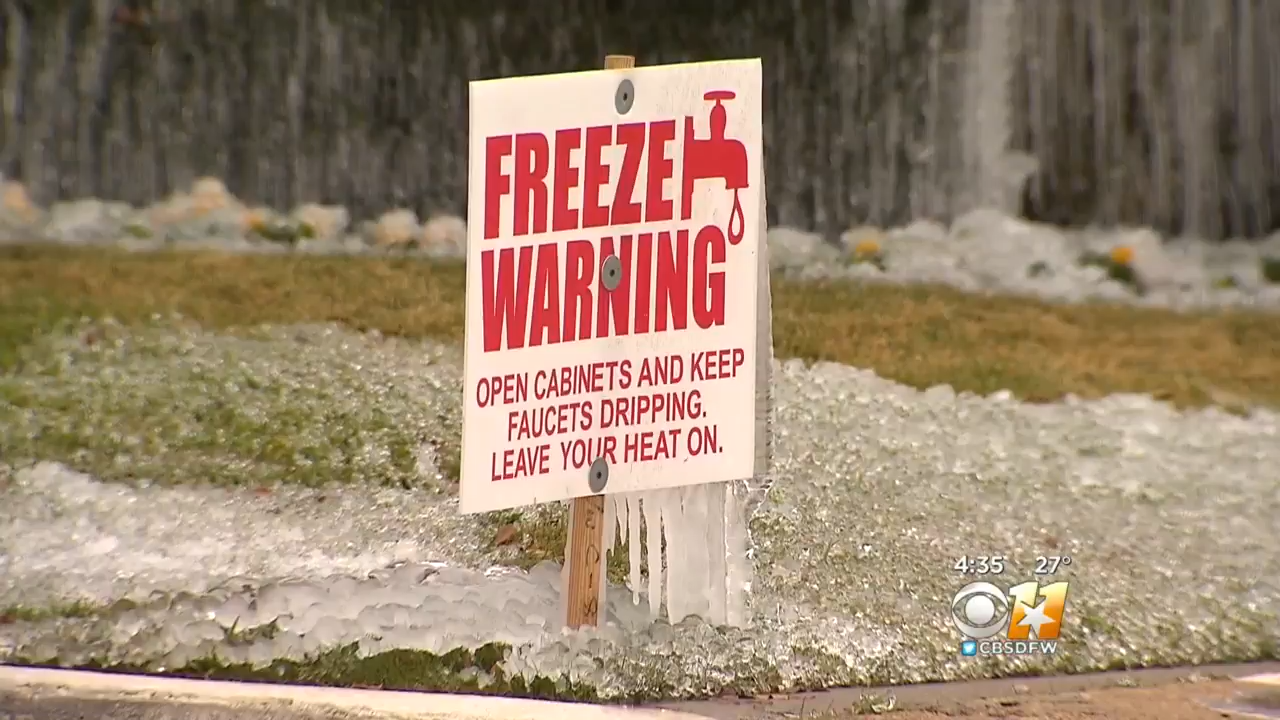 FREEZE
WARNING
OPEN CABINETS AND KEEP
FAUCETS DRIPPING.
LEAVE YOUR HEAT ON.
4:35 27°
11
CBSDFW